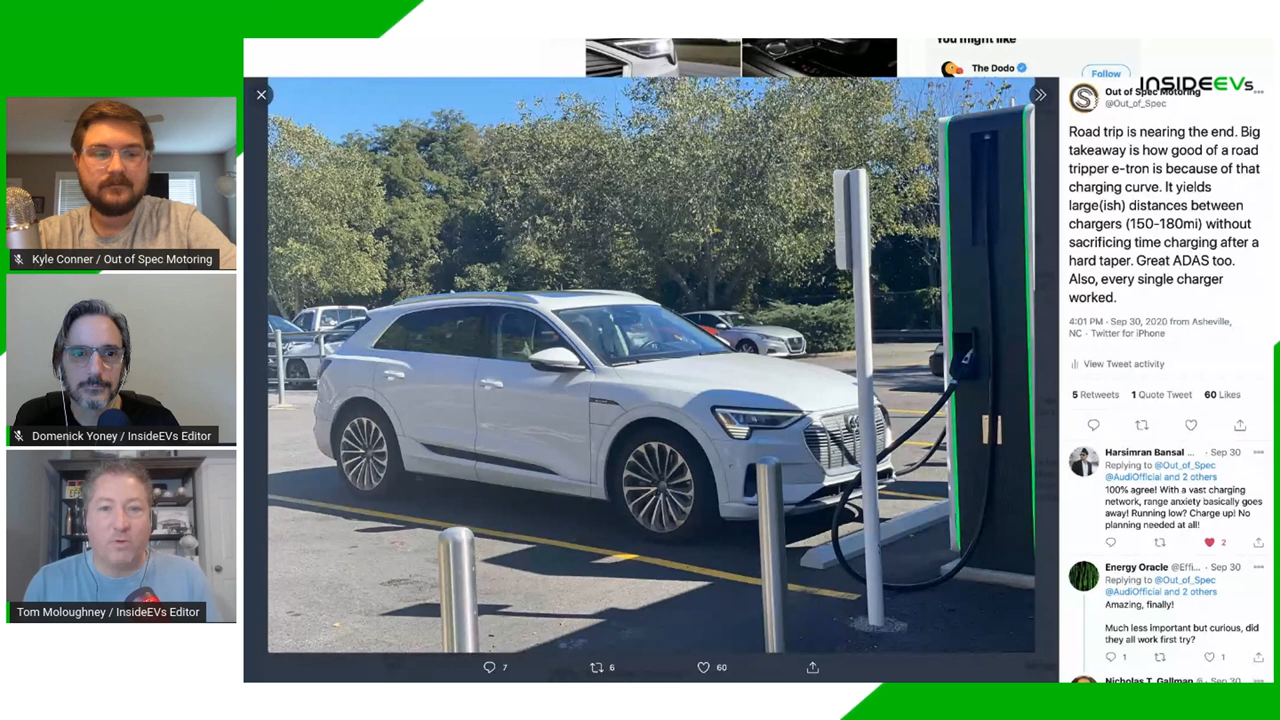 You might like
The Dodo
Follow
INSIDEEVs
Out of Spec Motoring
@Out_of_Spec
Road trip is nearing the end. Big
takeaway is how good of a road
tripper e-tron is because of that
charging curve. It yields
large(ish) distances between
chargers (150-180mi) without
sacrificing time charging after a
hard taper. Great ADAS too.
Also, every single charger
worked.
4:01 PM · Sep 30, 2020 from Asheville,
NC · Twitter for iPhone
View Tweet activity
5 Retweets 1 Quote Tweet 60 Likes
Harsimran Bansal ... · Sep 30
Replying to @Out_of_Spec
@AudiOfficial and 2 others
100% agree! With a vast charging
network, range anxiety basically goes
away! Running low? Charge up! No
planning needed at all!
2
Energy Oracle @Effi... · Sep 30
Replying to @Out_of_Spec
@AudiOfficial and 2 others
Amazing, finally!
Much less important but curious, did
they all work first try?
1 1
Nicholas T. Gallman @ · Sep 30
7 6 60
Kyle Conner / Out of Spec Motoring
Domenick Yoney / InsideEVs Editor
Tom Moloughney / InsideEVs Editor